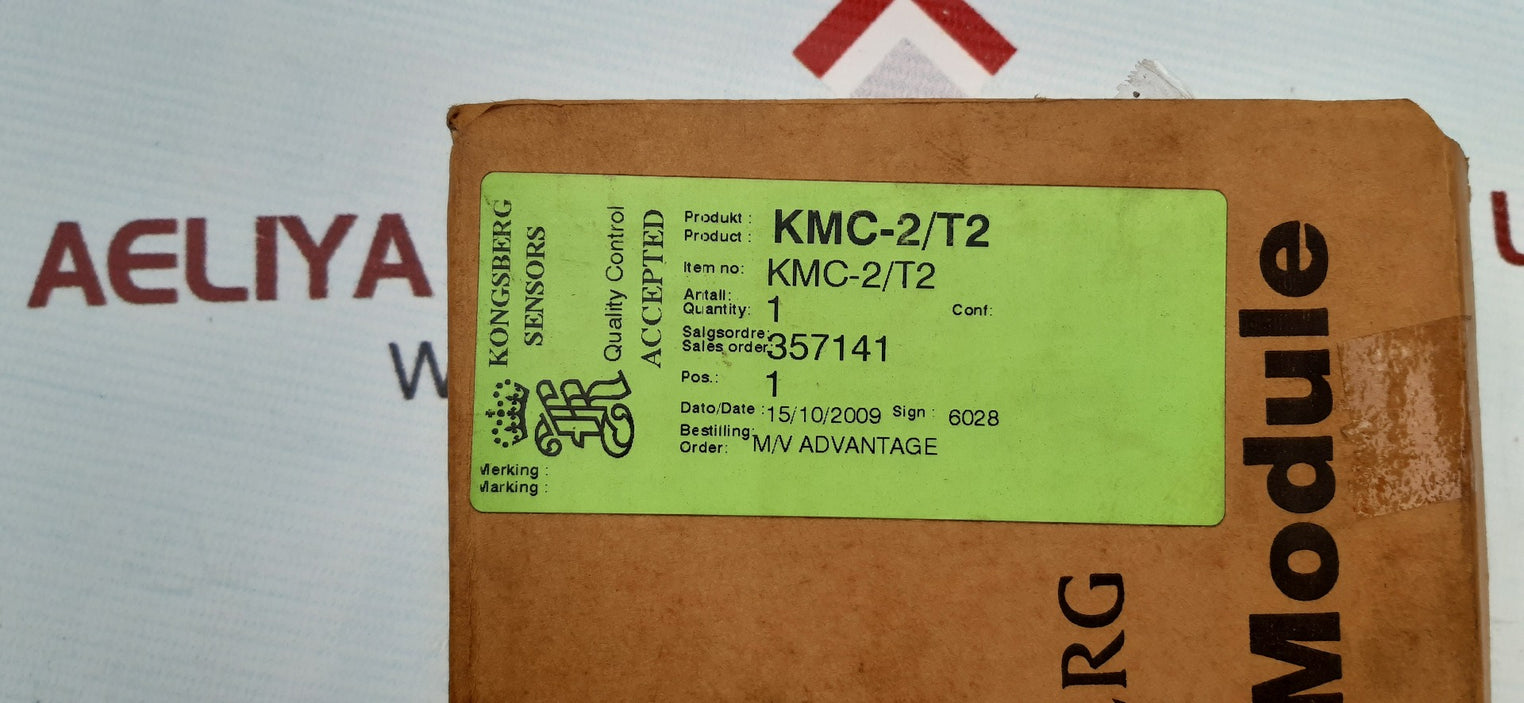 AELIYA
W
KONGSBERG
SENSORS
Quality Control
ACCEPTED
Produkt :
Product : KMC-2/T2
Item no: KMC-2/T2
Antall:
Quantity: 1 Conf:
Salgsordre:
Sales order: 357141
Pos.: 1
Dato/Date : 15/10/2009 Sign : 6028
Bestilling:
Order: M/V ADVANTAGE
Merking :
Marking :
RG
Module
U